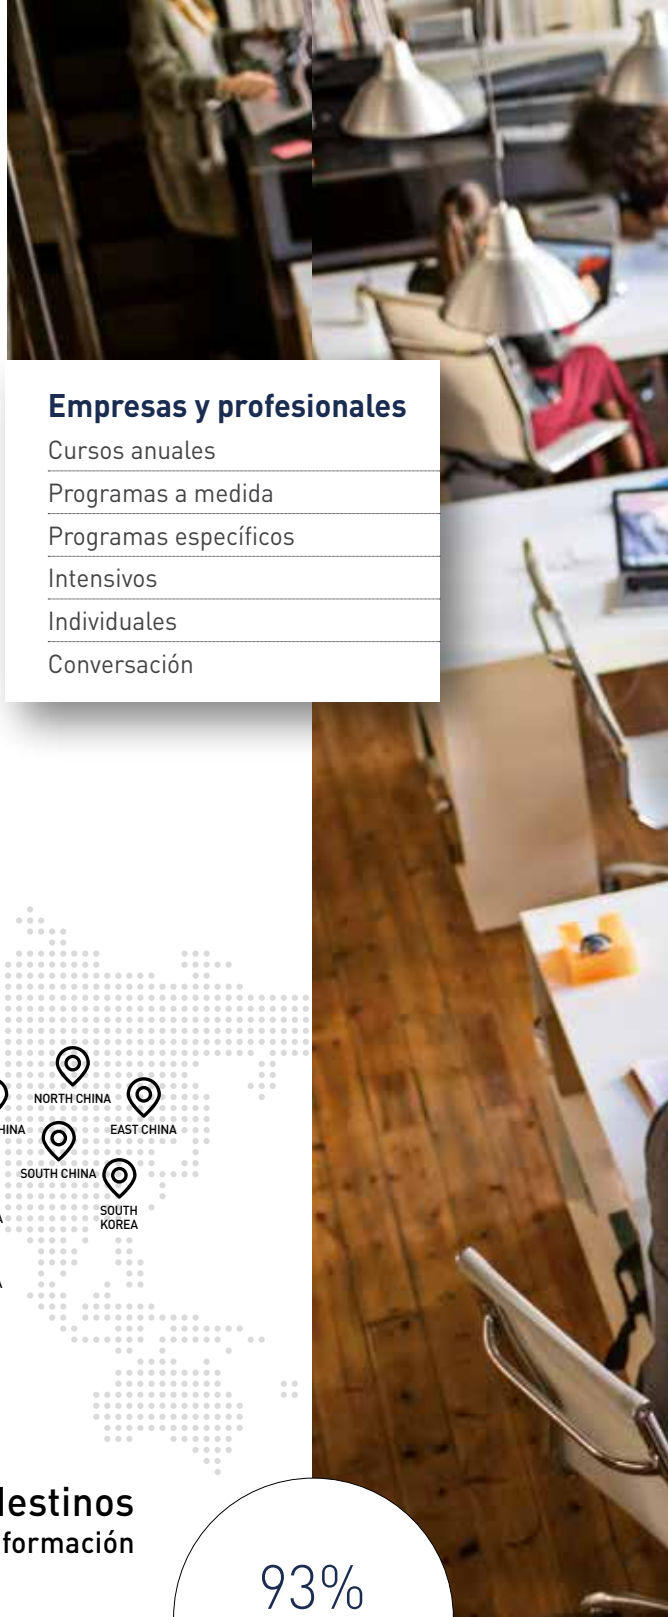 Empresas y profesionales
Cursos anuales
Programas a medida
Programas específicos
Intensivos
Individuales
Conversación
NORTH CHINA
EAST CHINA
SOUTH CHINA
SOUTH
KOREA
formación
93%